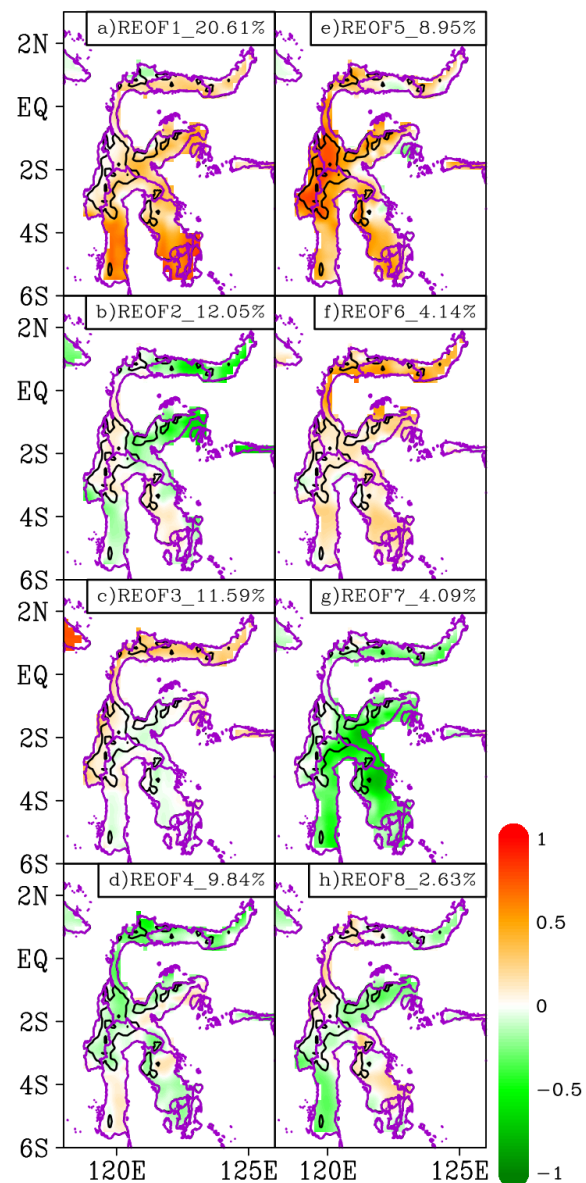 a)REOF1_20.61%
e)REOF5_8.95%
2N
EQ
2S
4S
6S
b)REOF2_12.05%
f)REOF6_4.14%
2N
EQ
2S
4S
6S
c)REOF3_11.59%
g)REOF7_4.09%
2N
EQ
2S
4S
6S
d)REOF4_9.84%
h)REOF8_2.63%
2N
EQ
2S
4S
6S
120E
125E
120E
125E
1
0.5
0
−0.5
−1